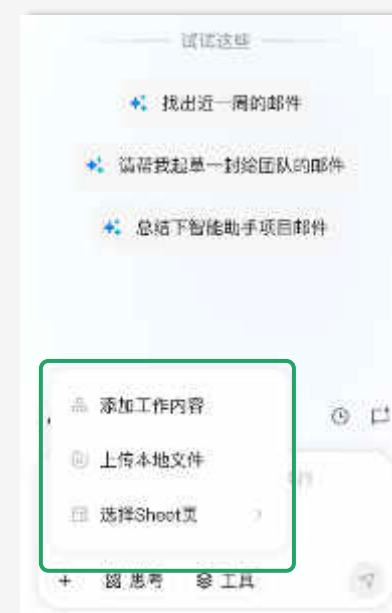 试试这些
找出近一周的邮件
请帮我起草一封给团队的邮件
总结下智能助手项目邮件
添加工作内容
上传本地文件
选择Sheet页
思考
工具